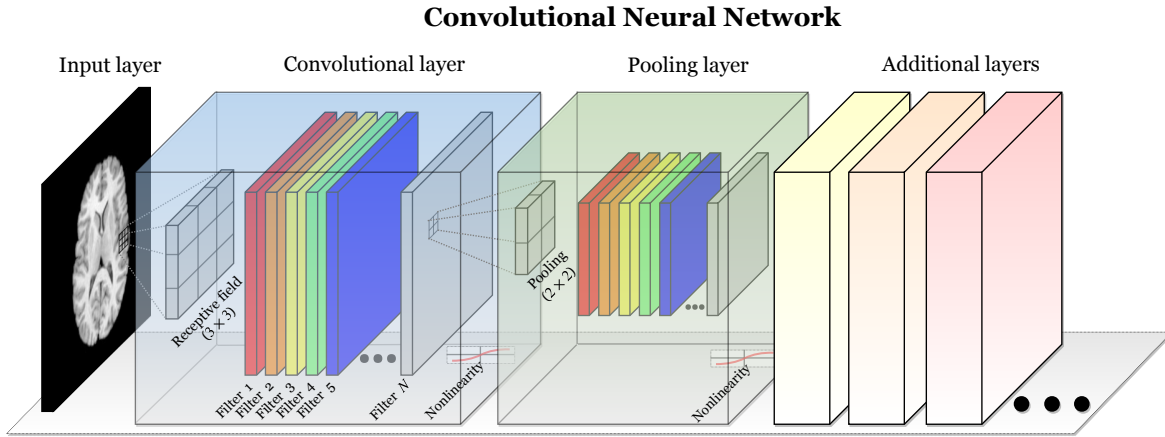 Convolutional Neural Network
Input layer
Convolutional layer
Pooling layer
Additional layers
Receptive field
(3 × 3)
Filter 1
Filter 2
Filter 3
Filter 4
Filter 5
Filter N
Nonlinearity
Pooling
(2 × 2)
Nonlinearity